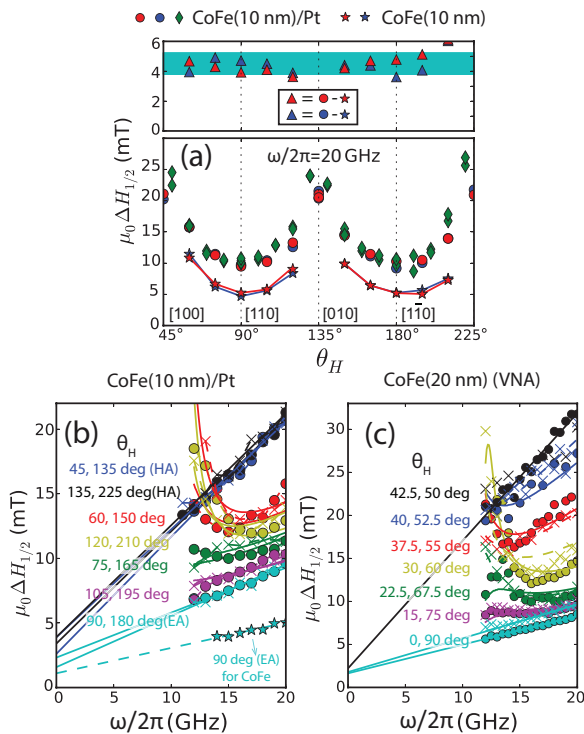 CoFe(10 nm)/Pt CoFe(10 nm)
6
4
2
0
= -
= -
(a) ω/2π=20 GHz
25
20
15
10
5
0
μ₀ΔH₁/₂ (mT)
[100] [110] [010] [11̄0]
45° 90° 135° 180° 225°
θ_H
CoFe(10 nm)/Pt
(b)
θ_H
45, 135 deg(HA)
135, 225 deg(HA)
60, 150 deg
120, 210 deg
75, 165 deg
105, 195 deg
90, 180 deg(EA)
90 deg (EA)
for CoFe
20
15
10
5
0
μ₀ΔH₁/₂ (mT)
0 5 10 15 20
ω/2π(GHz)
CoFe(20 nm) (VNA)
(c)
θ_H
42.5, 50 deg
40, 52.5 deg
37.5, 55 deg
30, 60 deg
22.5, 67.5 deg
15, 75 deg
0, 90 deg
30
25
20
15
10
5
0
μ₀ΔH₁/₂ (mT)
0 5 10 15 20
ω/2π(GHz)